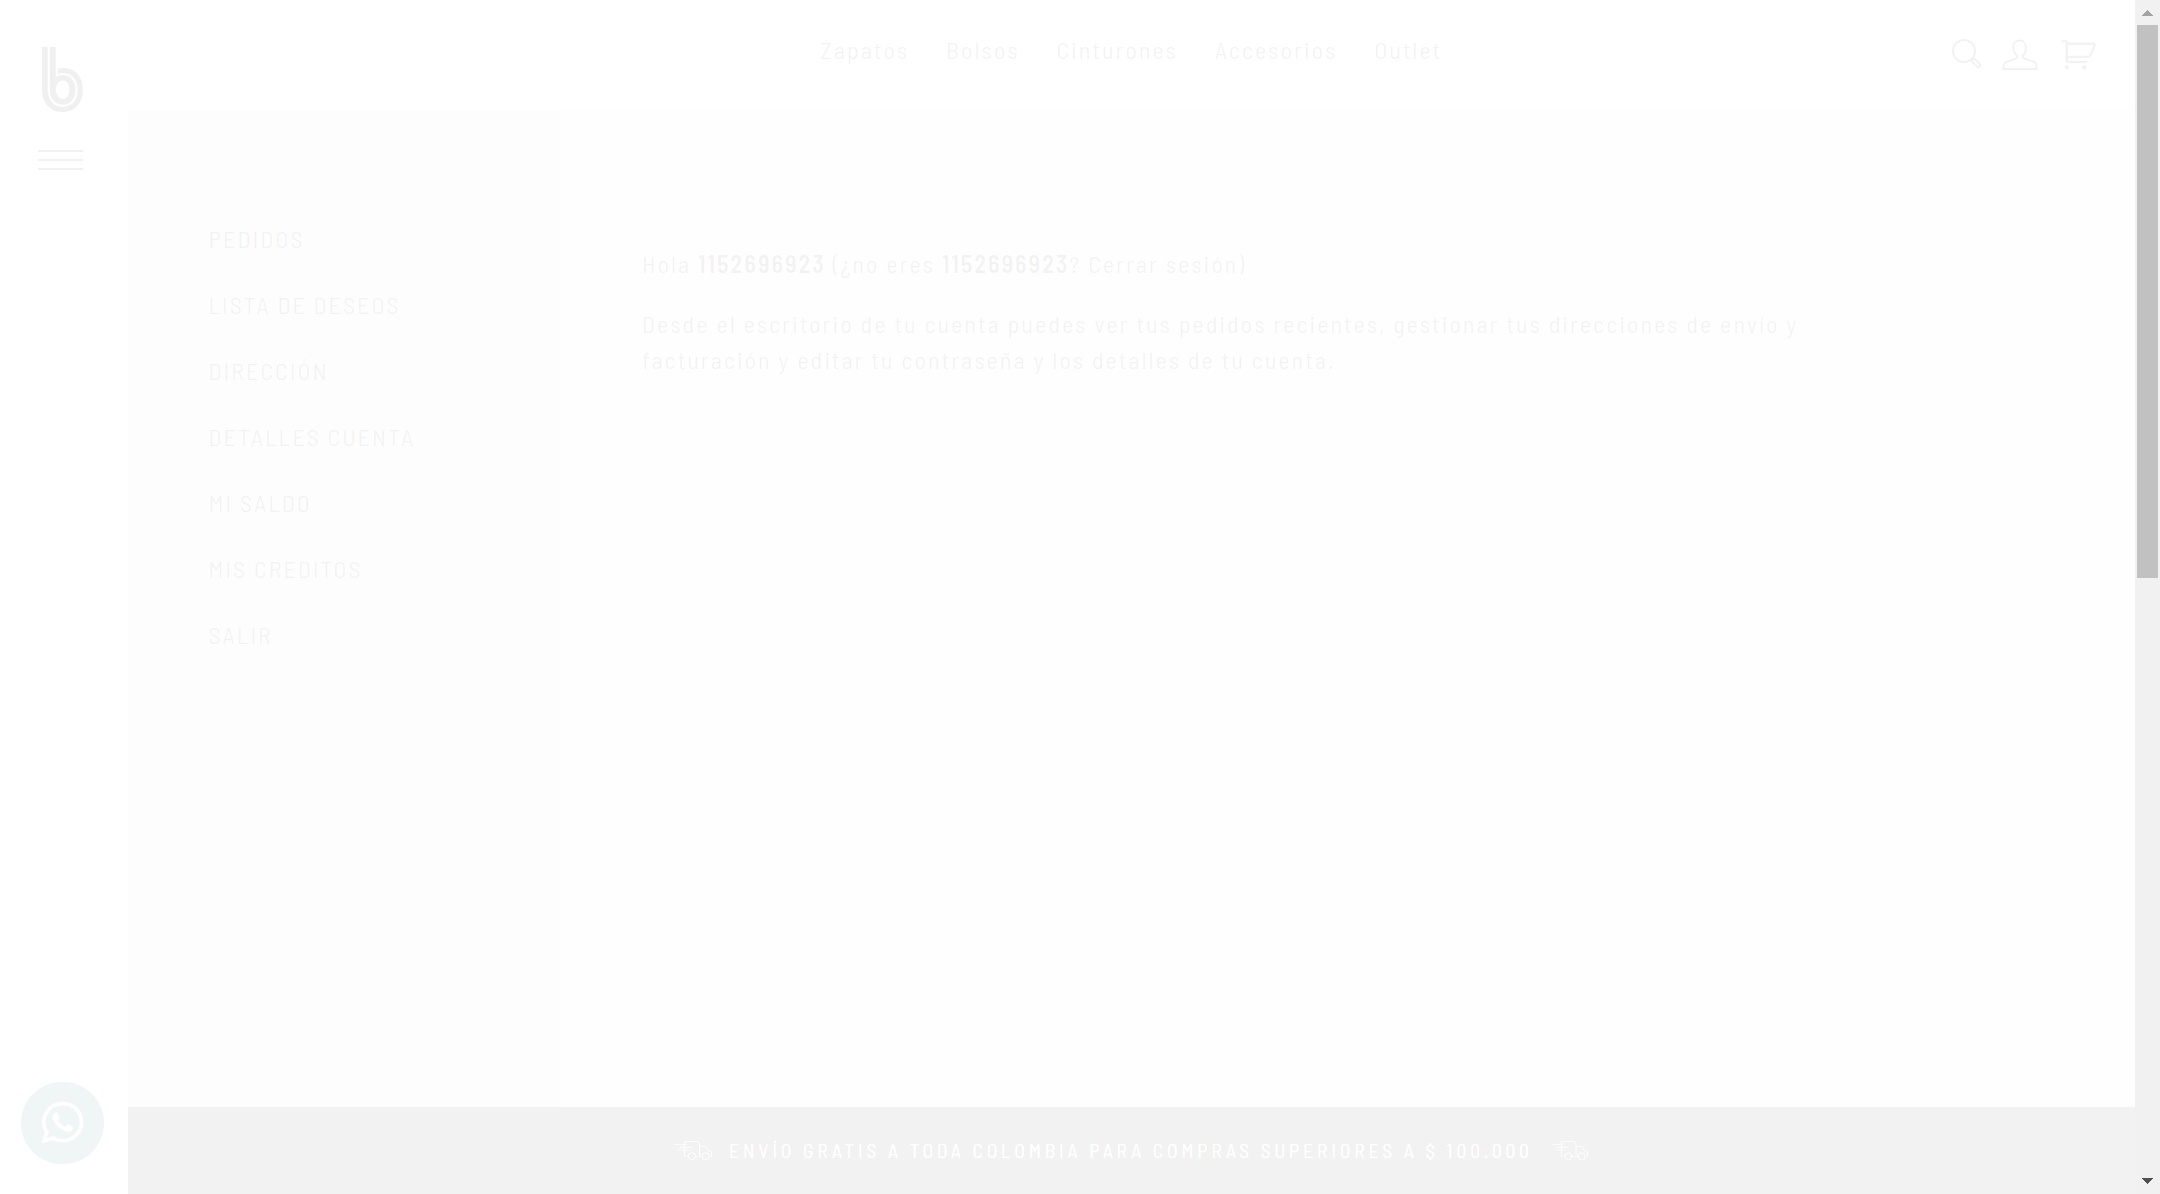 b
Zapatos Bolsos Cinturones Accesorios Outlet
PEDIDOS
LISTA DE DESEOS
DIRECCIÓN
DETALLES CUENTA
MI SALDO
MIS CREDITOS
SALIR
Hola 1152696923 (¿no eres 1152696923? Cerrar sesión)
Desde el escritorio de tu cuenta puedes ver tus pedidos recientes, gestionar tus direcciones de envío y
facturación y editar tu contraseña y los detalles de tu cuenta.
ENVÍO GRATIS A TODA COLOMBIA PARA COMPRAS SUPERIORES A $ 100.000